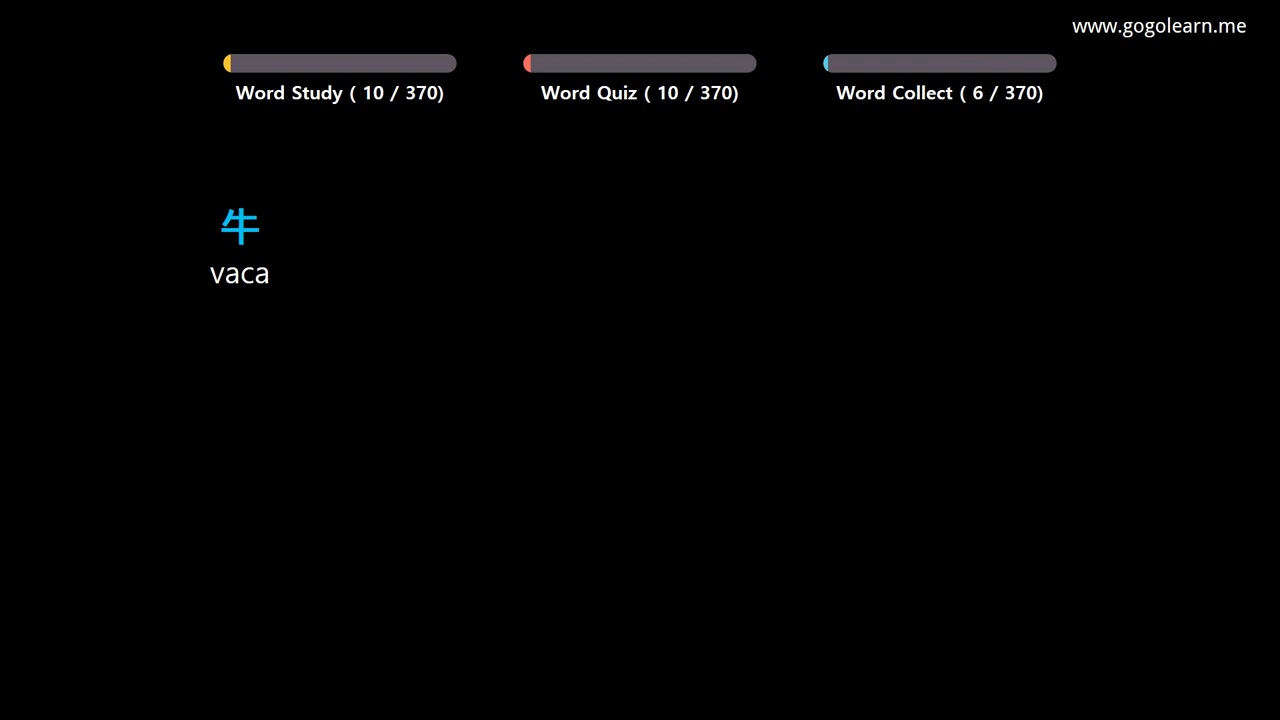 www.gogolearn.me
Word Study ( 10 / 370)
Word Quiz ( 10 / 370)
Word Collect ( 6 / 370)
牛
vaca